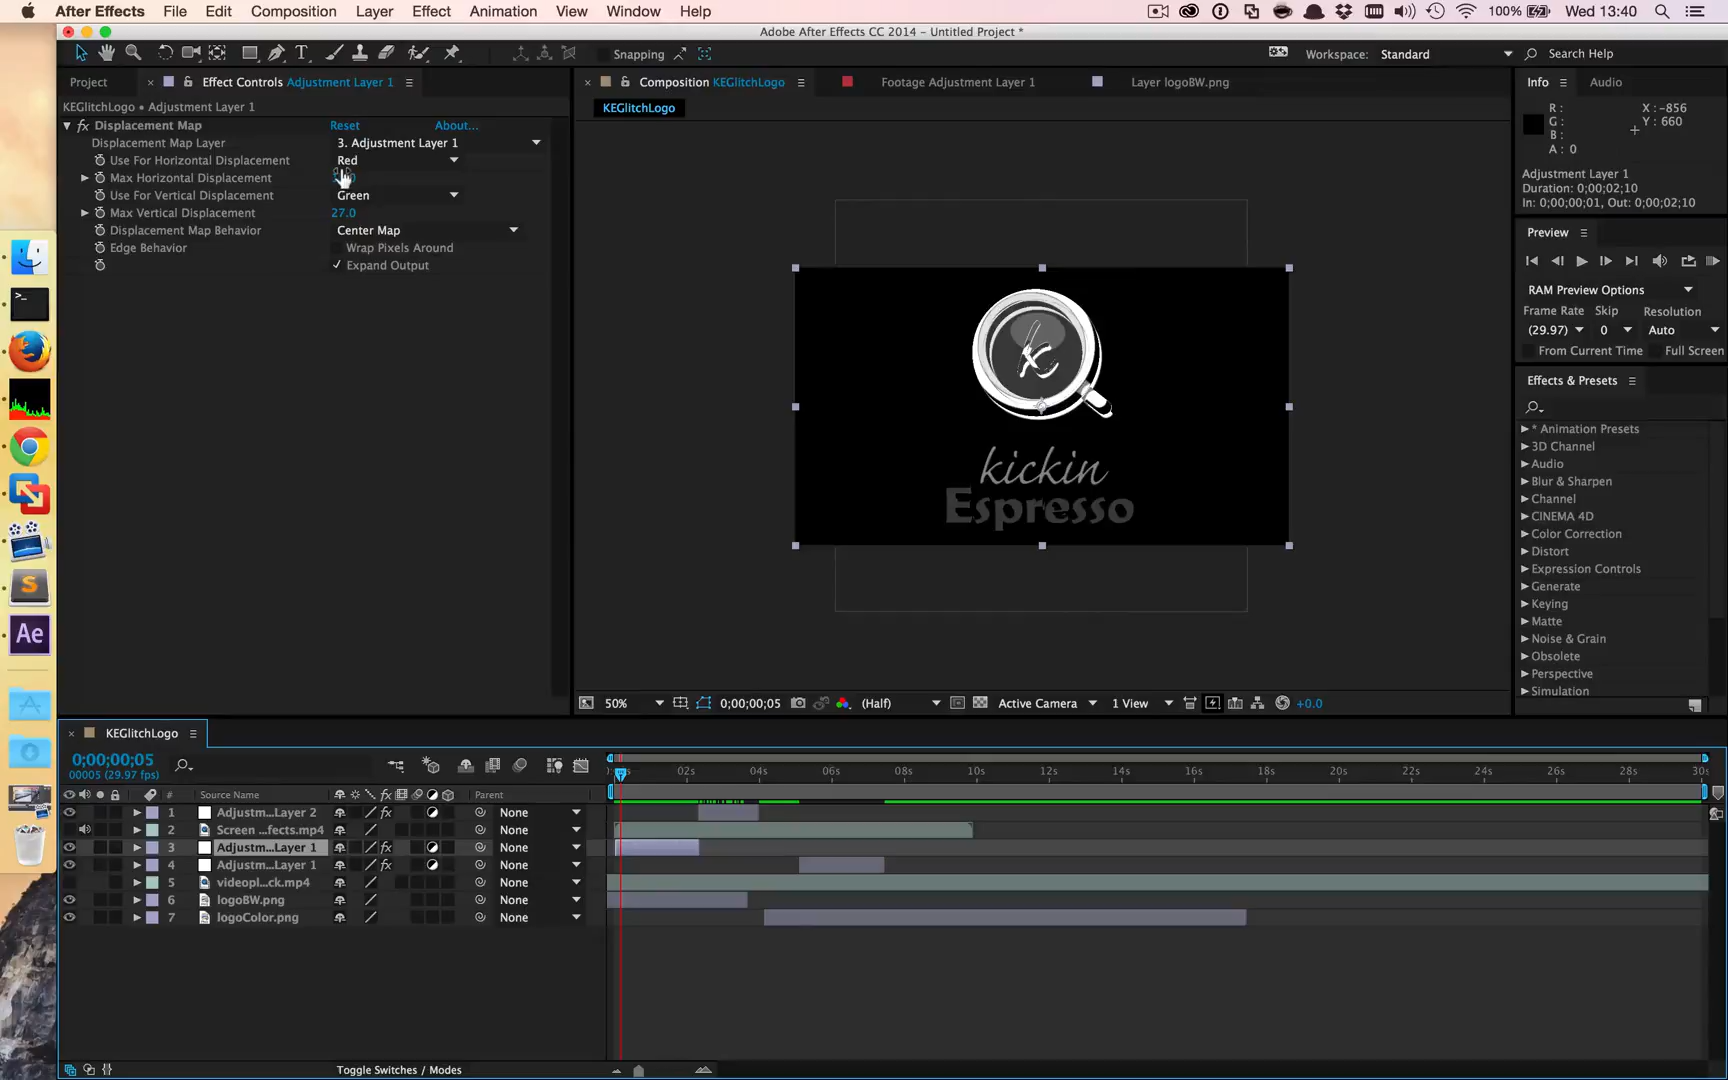 After Effects File Edit Composition Layer Effect Animation View Window Help 100% Wed 13:40
Adobe After Effects CC 2014 – Untitled Project *
Snapping Workspace: Standard Search Help
Project × Effect Controls Adjustment Layer 1
KEGlitchLogo • Adjustment Layer 1
fx Displacement Map Reset About...
Displacement Map Layer 3. Adjustment Layer 1
Use For Horizontal Displacement Red
Max Horizontal Displacement
Use For Vertical Displacement Green
Max Vertical Displacement 27.0
Displacement Map Behavior Center Map
Edge Behavior Wrap Pixels Around
Expand Output
× Composition KEGlitchLogo Footage Adjustment Layer 1 Layer logoBW.png
KEGlitchLogo
k
kickin
Espresso
50% 0;00;00;05 (Half) Active Camera 1 View +0.0
Info Audio
R: X: -856
G: Y: 660
B:
A: 0
Adjustment Layer 1
Duration: 0;00;02;10
In: 0;00;00;01, Out: 0;00;02;10
Preview
RAM Preview Options
Frame Rate Skip Resolution
(29.97) 0 Auto
From Current Time Full Screen
Effects & Presets
* Animation Presets
3D Channel
Audio
Blur & Sharpen
Channel
CINEMA 4D
Color Correction
Distort
Expression Controls
Generate
Keying
Matte
Noise & Grain
Obsolete
Perspective
Simulation
>_
S
Ae
× KEGlitchLogo
0;00;00;05
00005 (29.97 fps)
02s 04s 06s 08s 10s 12s 14s 16s 18s 20s 22s 24s 26s 28s 30s
# Source Name fx Parent
1 Adjustm...Layer 2 fx None
2 Screen ...fects.mp4 None
3 Adjustm...Layer 1 fx None
4 Adjustm...Layer 1 fx None
5 videopl...ck.mp4 None
6 logoBW.png None
7 logoColor.png None
Toggle Switches / Modes